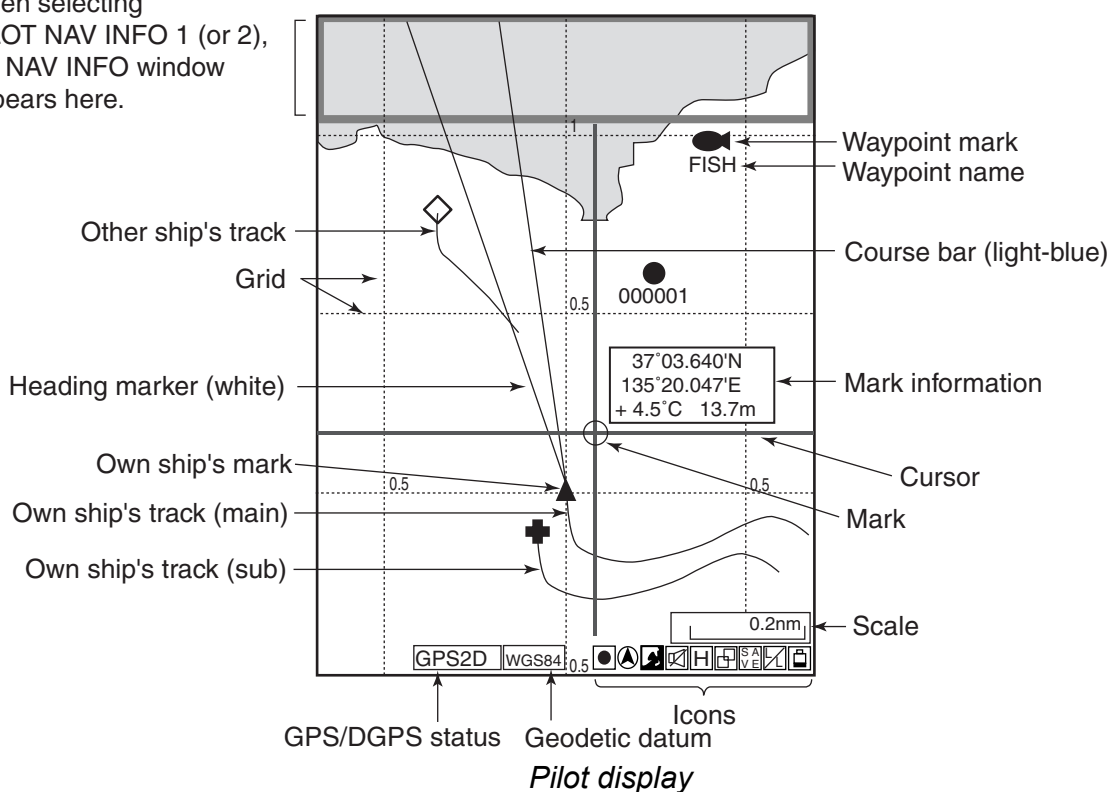 en selecting
LOT NAV INFO 1 (or 2),
NAV INFO window
pears here.
1
Waypoint mark
FISH
Waypoint name
Other ship's track
Course bar (light-blue)
Grid
000001
0.5
37°03.640'N
135°20.047'E
+ 4.5°C 13.7m
Heading marker (white)
Mark information
Own ship's mark
Cursor
0.5
0.5
Own ship's track (main)
Mark
Own ship's track (sub)
0.2nm
Scale
GPS2D
WGS84
0.5
H
SAVE
L/L
Icons
GPS/DGPS status
Geodetic datum
Pilot display